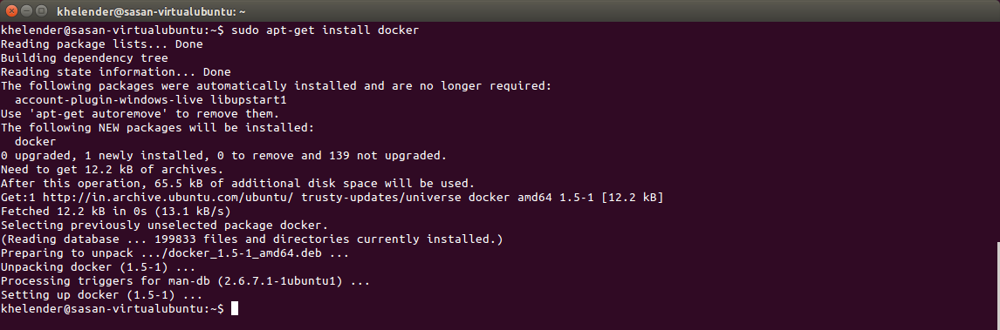 khelender@sasan-virtualubuntu: ~
khelender@sasan-virtualubuntu:~$ sudo apt-get install docker
Reading package lists... Done
Building dependency tree
Reading state information... Done
The following packages were automatically installed and are no longer required:
  account-plugin-windows-live libupstart1
Use 'apt-get autoremove' to remove them.
The following NEW packages will be installed:
  docker
0 upgraded, 1 newly installed, 0 to remove and 139 not upgraded.
Need to get 12.2 kB of archives.
After this operation, 65.5 kB of additional disk space will be used.
Get:1 http://in.archive.ubuntu.com/ubuntu/ trusty-updates/universe docker amd64 1.5-1 [12.2 kB]
Fetched 12.2 kB in 0s (13.1 kB/s)
Selecting previously unselected package docker.
(Reading database ... 199833 files and directories currently installed.)
Preparing to unpack .../docker_1.5-1_amd64.deb ...
Unpacking docker (1.5-1) ...
Processing triggers for man-db (2.6.7.1-1ubuntu1) ...
Setting up docker (1.5-1) ...
khelender@sasan-virtualubuntu:~$